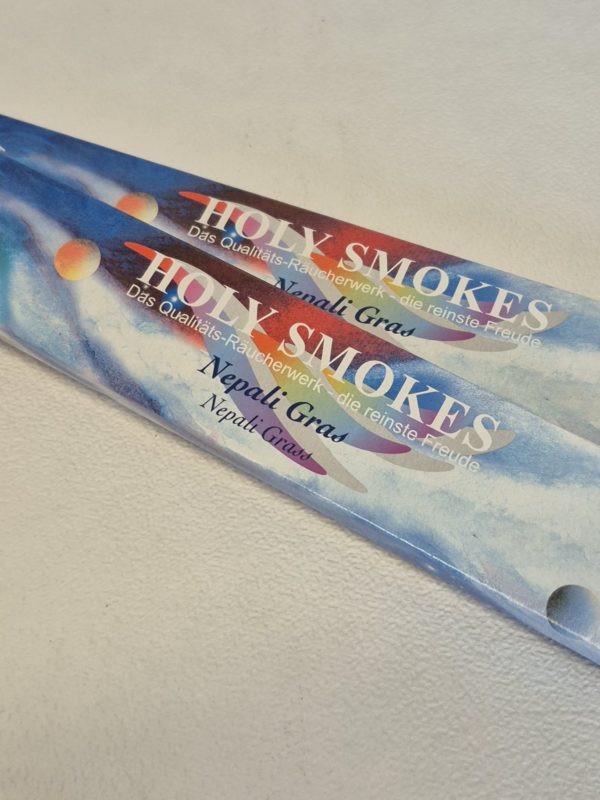 HOLY SMOKES
Das Qualitäts-Räucherwerk - die reinste Freude
Nepali Gras
HOLY SMOKES
Das Qualitäts-Räucherwerk - die reinste Freude
Nepali Gras
Nepali Grass